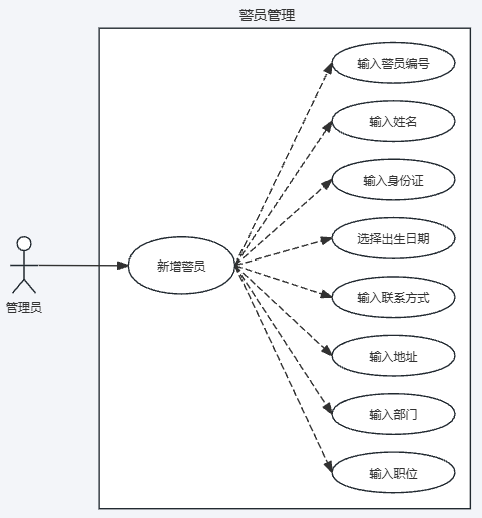 警员管理
输入警员编号
输入姓名
输入身份证
选择出生日期
新增警员
管理员
输入联系方式
输入地址
输入部门
输入职位